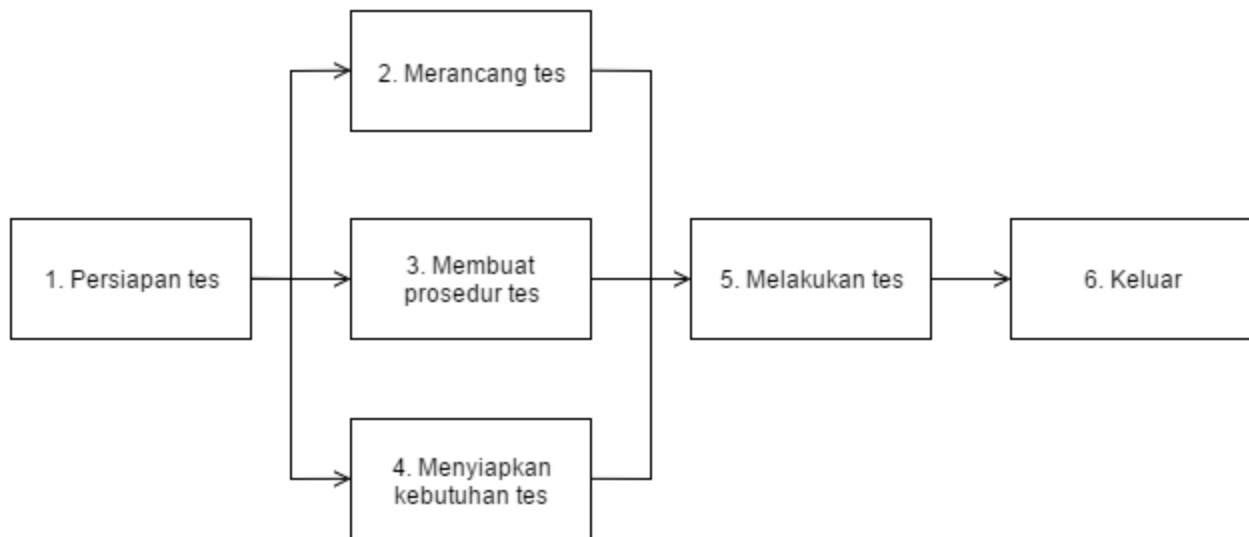 1. Persiapan tes
2. Merancang tes
3. Membuat
prosedur tes
4. Menyiapkan
kebutuhan tes
5. Melakukan tes
6. Keluar